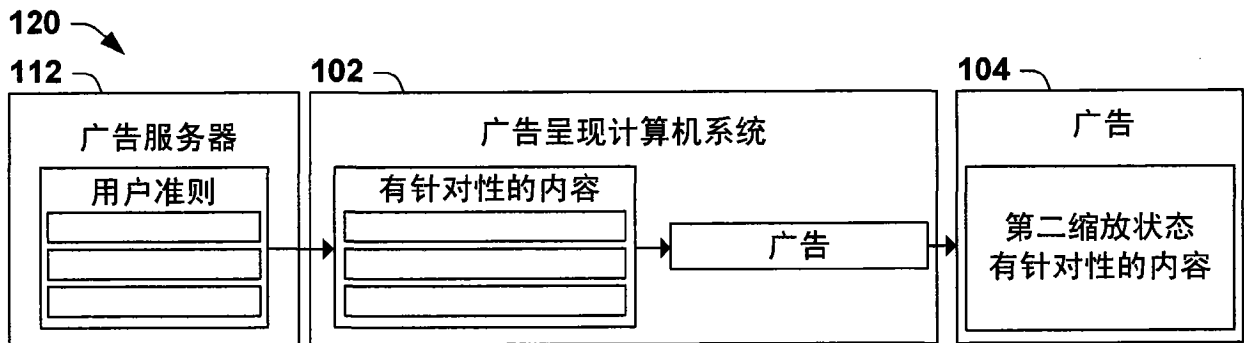 120
112
102
104
广告服务器
用户准则
广告呈现计算机系统
有针对性的内容
广告
广告
第二缩放状态
有针对性的内容